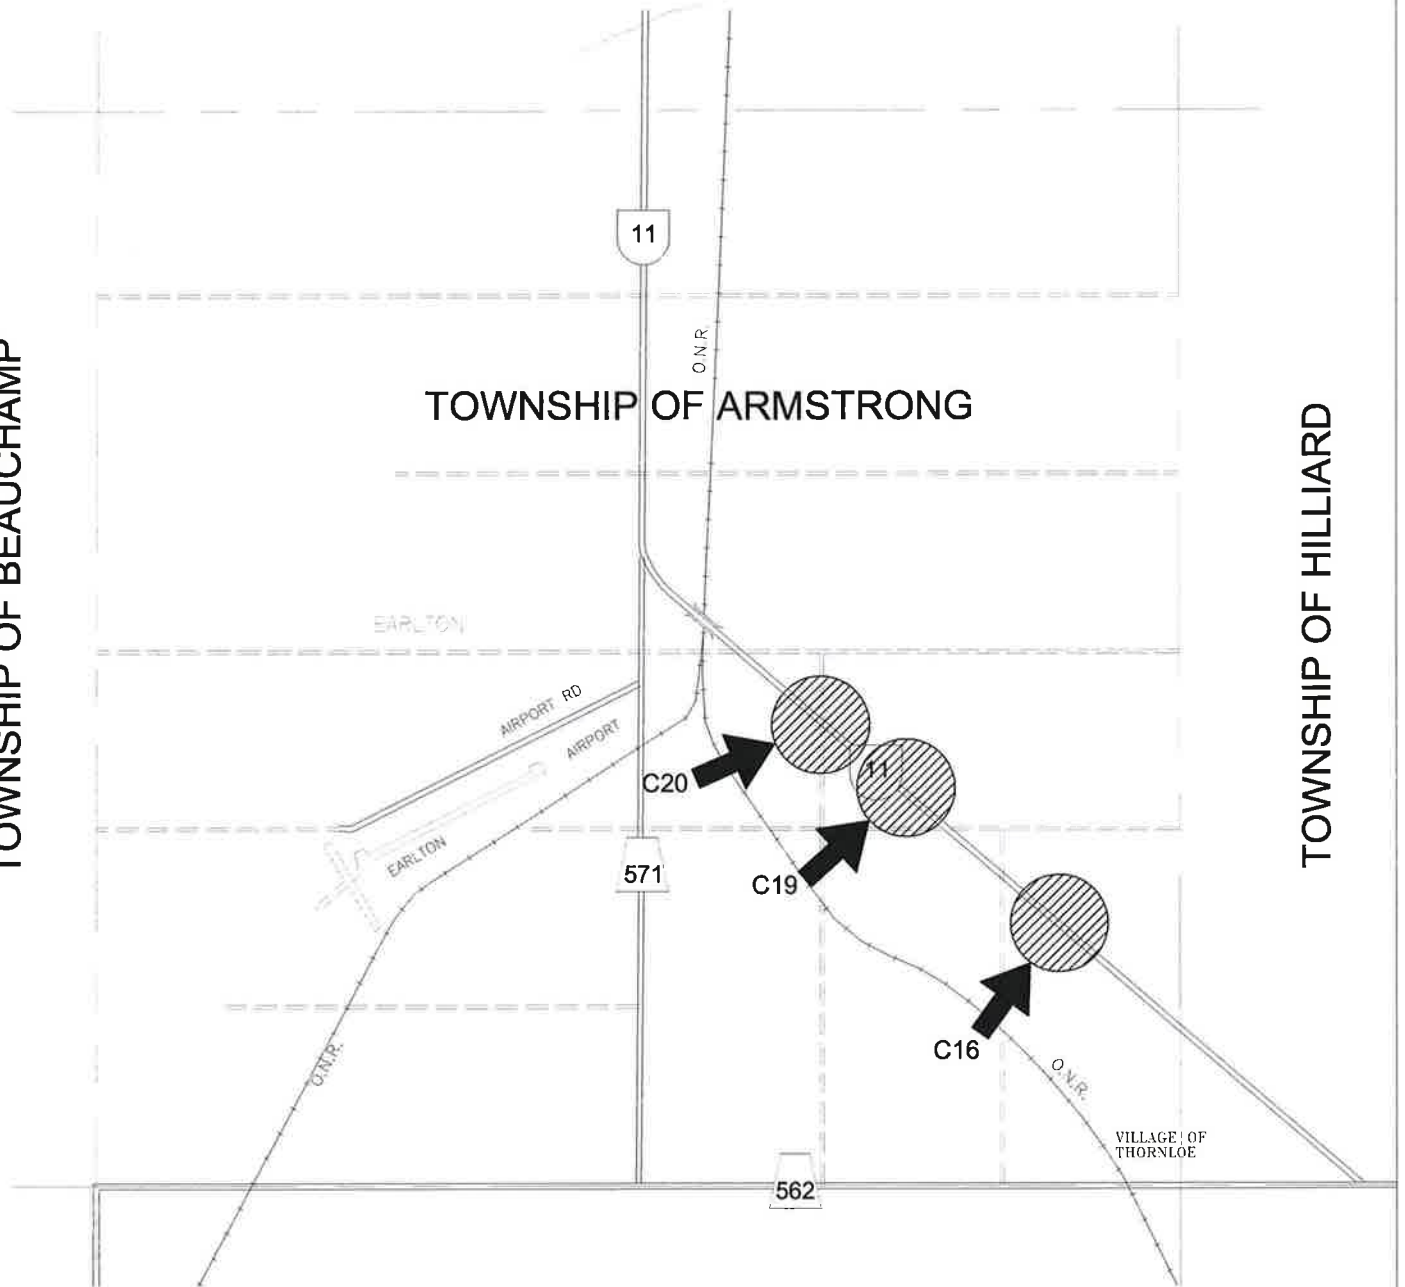 11
O.N.R.
TOWNSHIP OF ARMSTRONG
TOWNSHIP OF BEAUCHAMP
TOWNSHIP OF HILLIARD
EARLTON
AIRPORT RD
AIRPORT
EARLTON
C20
11
C19
571
C16
O.N.R.
O.N.R.
VILLAGE OF
THORNLOE
562